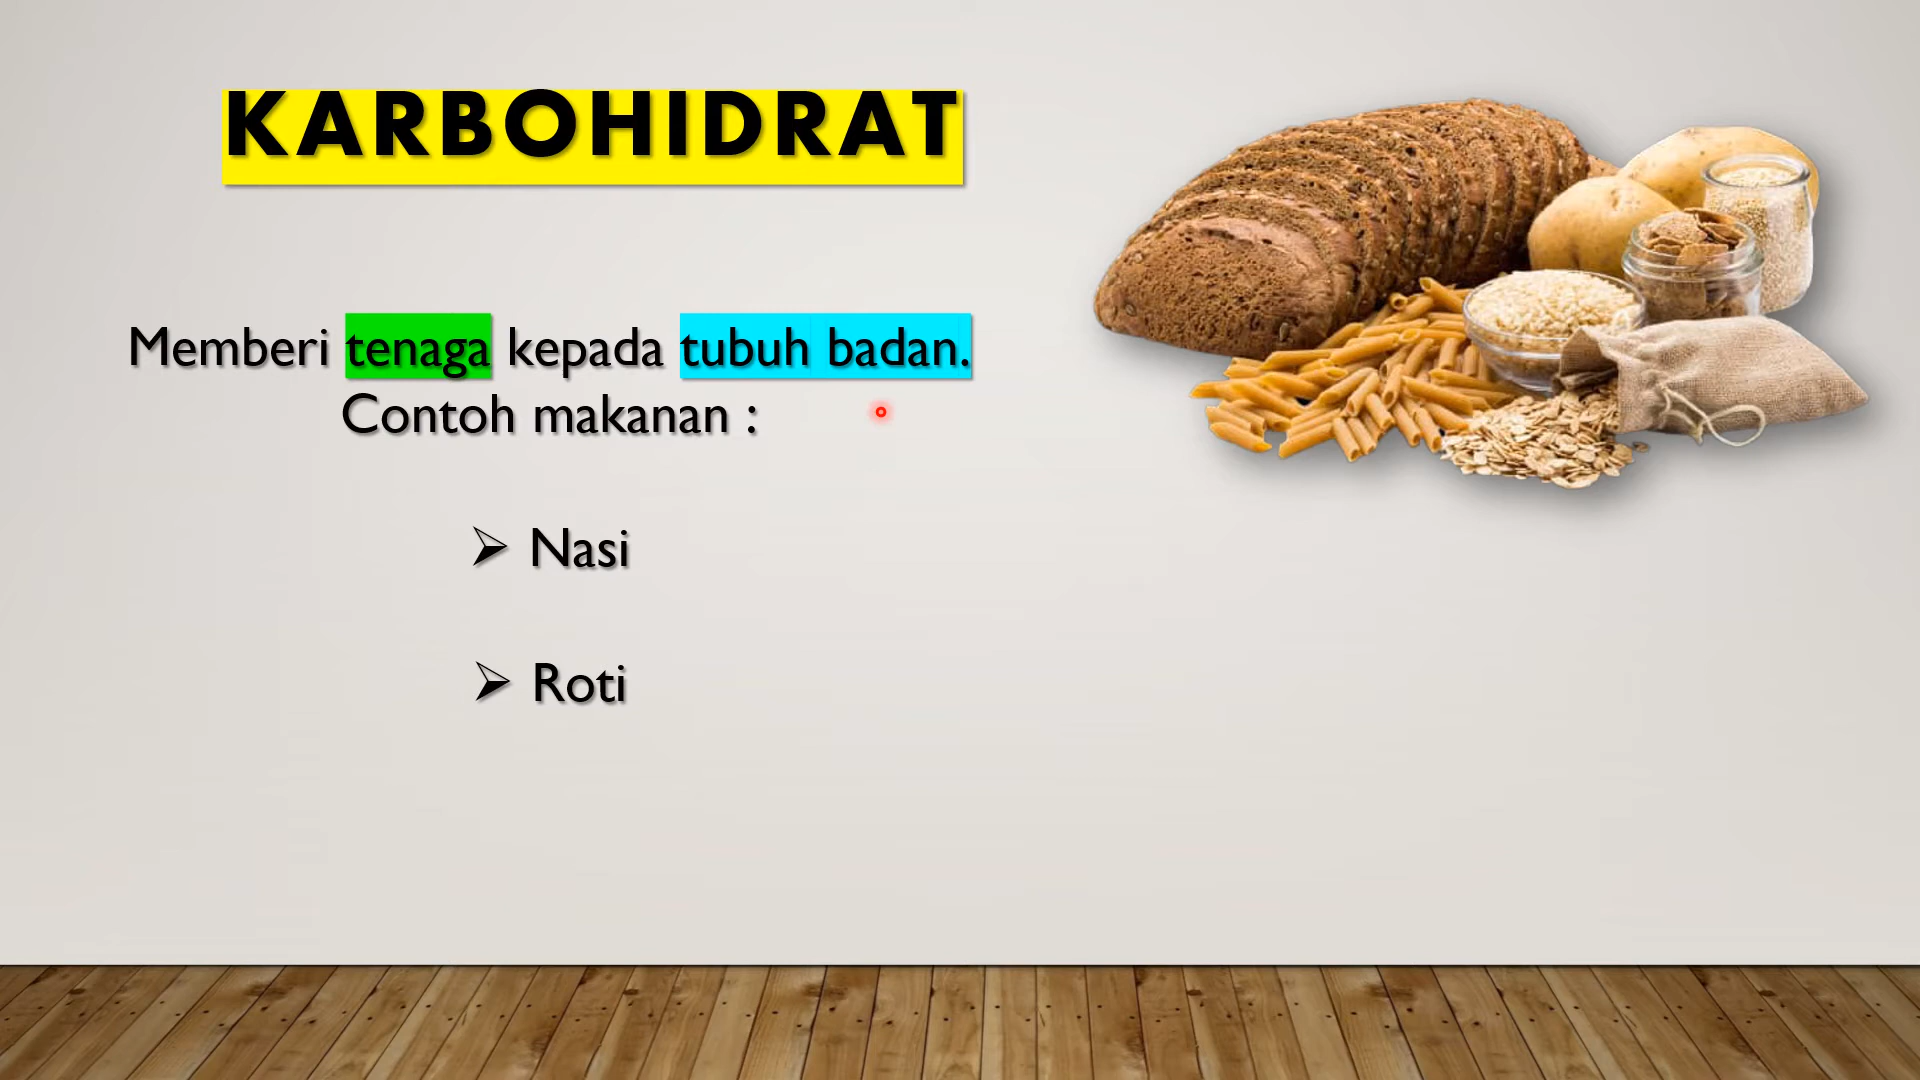 KARBOHIDRAT
Memberi tenaga kepada tubuh badan.
Contoh makanan :
➢ Nasi
➢ Roti